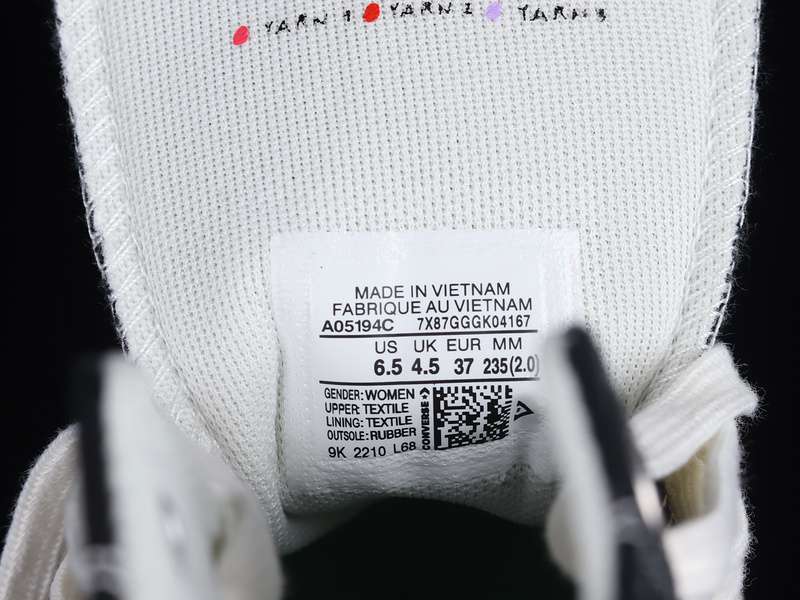 YARN 1 YARN 2 YARN 3
MADE IN VIETNAM
FABRIQUE AU VIETNAM
A05194C 7X87GGGK04167
US UK EUR MM
6.5 4.5 37 235(2.0)
GENDER: WOMEN
UPPER: TEXTILE
LINING: TEXTILE
OUTSOLE: RUBBER
9K 2210 L68
CONVERSE